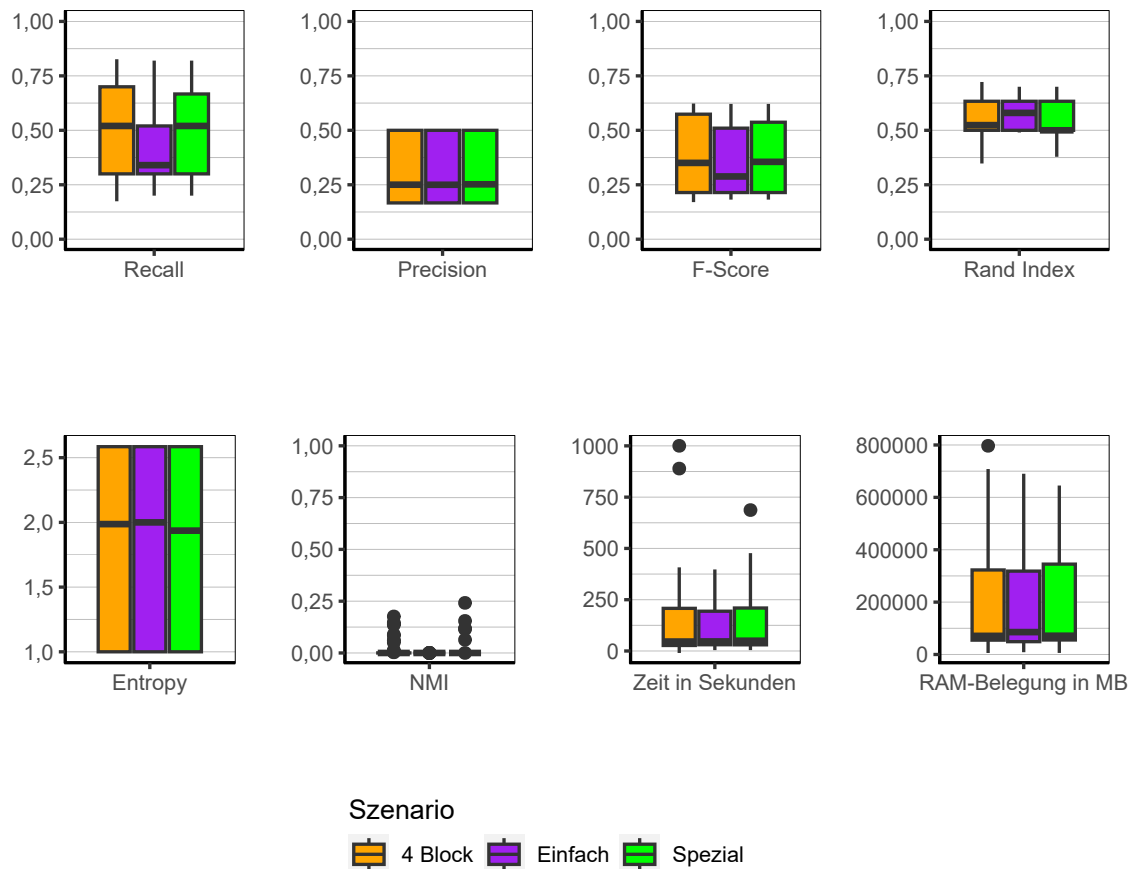 1,00 1,00 1,00 1,00
0,75 0,75 0,75 0,75
0,50 0,50 0,50 0,50
0,25 0,25 0,25 0,25
0,00 0,00 0,00 0,00
Recall Precision F-Score Rand Index
2,5
2,0
1,5
1,0
Entropy
1,00
0,75
0,50
0,25
0,00
NMI
1000
750
500
250
0
Zeit in Sekunden
800000
600000
400000
200000
0
RAM-Belegung in MB
Szenario
4 Block Einfach Spezial